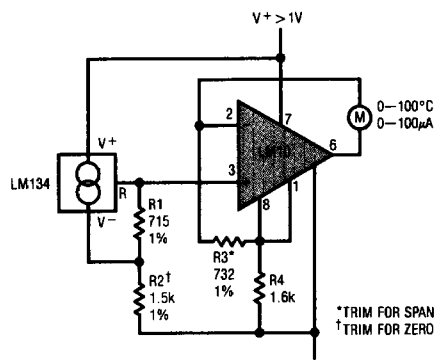 V+ > 1V
0–100°C
0–100µA
M
2
7
6
3
8
1
V+
LM134
R
V−
R1
715
1%
R2†
1.5k
1%
R3*
732
1%
R4
1.6k
*TRIM FOR SPAN
†TRIM FOR ZERO